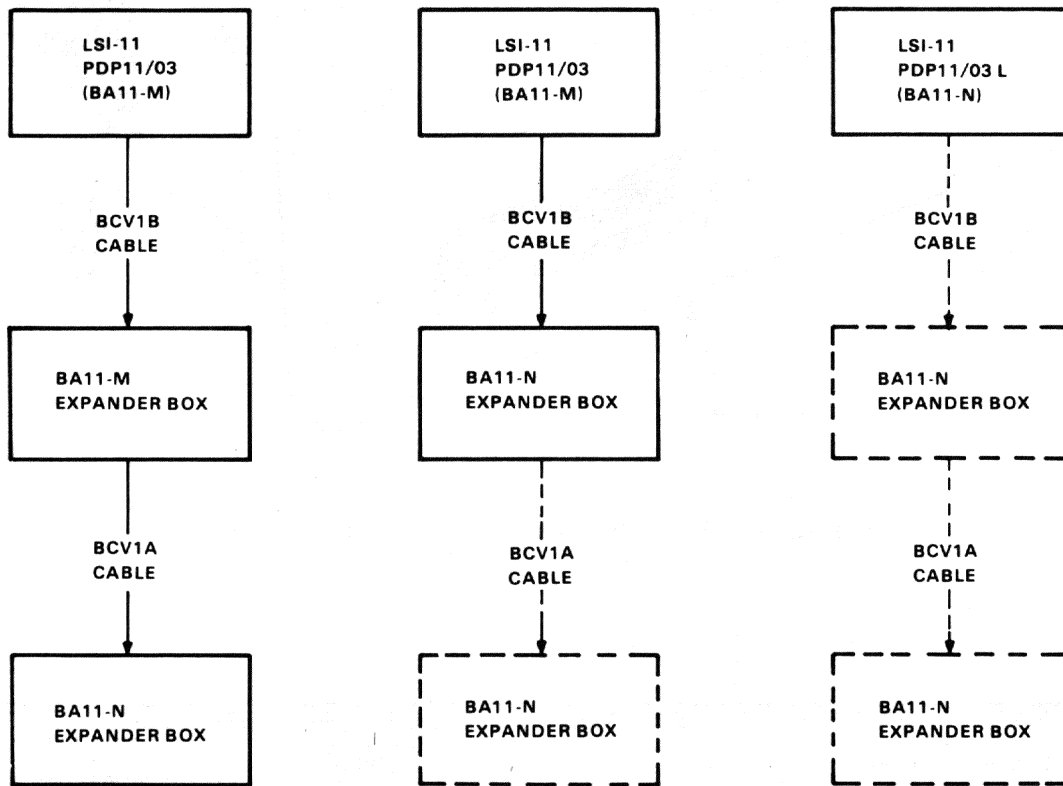 LSI-11
PDP11/03
(BA11-M)
BCV1B
CABLE
BA11-M
EXPANDER BOX
BCV1A
CABLE
BA11-N
EXPANDER BOX
LSI-11
PDP11/03
(BA11-M)
BCV1B
CABLE
BA11-N
EXPANDER BOX
BCV1A
CABLE
BA11-N
EXPANDER BOX
LSI-11
PDP11/03 L
(BA11-N)
BCV1B
CABLE
BA11-N
EXPANDER BOX
BCV1A
CABLE
BA11-N
EXPANDER BOX